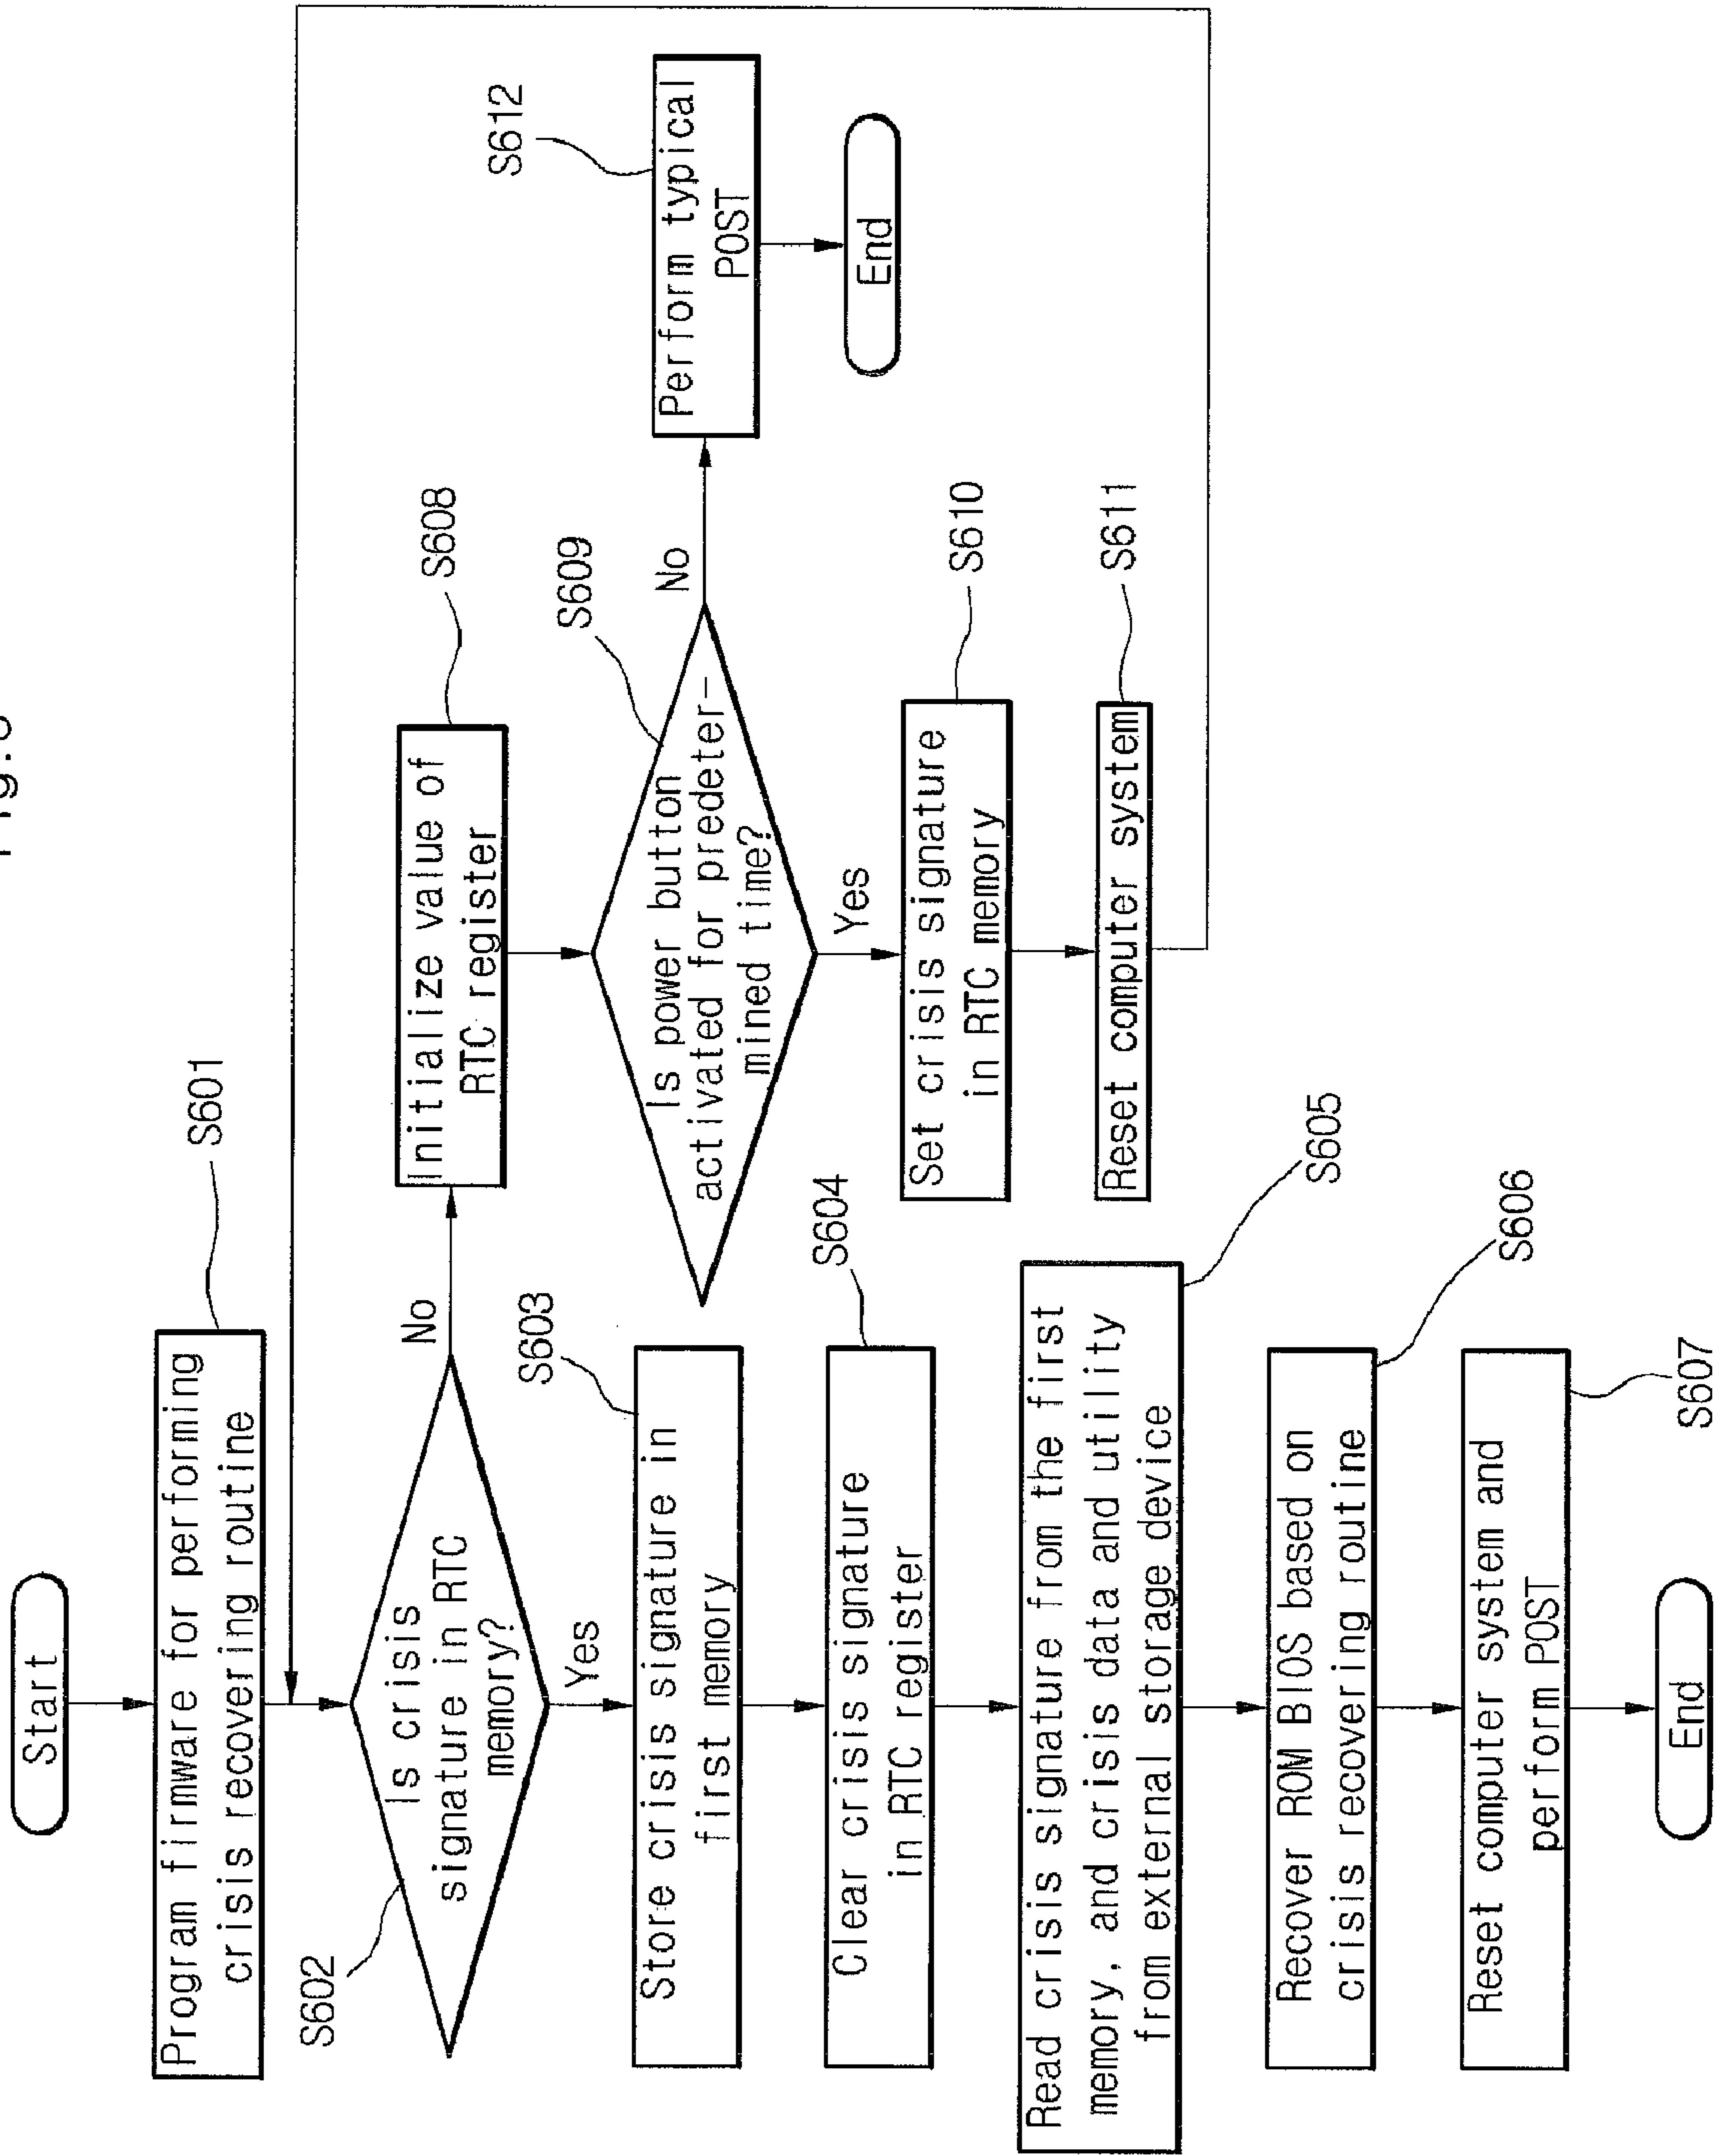 Start
S601
Program firmware for performing
crisis recovering routine
S602
Is crisis
signature in RTC
memory?
No
Yes
S603
Store crisis signature in
first memory
S604
Clear crisis signature
in RTC register
S605
Read crisis signature from the first
memory, and crisis data and utility
from external storage device
S606
Recover ROM BIOS based on
crisis recovering routine
S607
Reset computer system and
perform POST
End
S608
Initialize value of
RTC register
S609
Is power button
activated for predeter-
mined time?
No
Yes
S610
Set crisis signature
in RTC memory
S611
Reset computer system
S612
Perform typical
POST
End